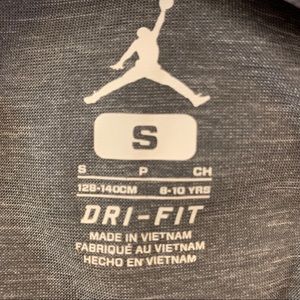 S
S P CH
128-140CM 8-10 YRS
DRI-FIT
MADE IN VIETNAM
FABRIQUÉ AU VIETNAM
HECHO EN VIETNAM